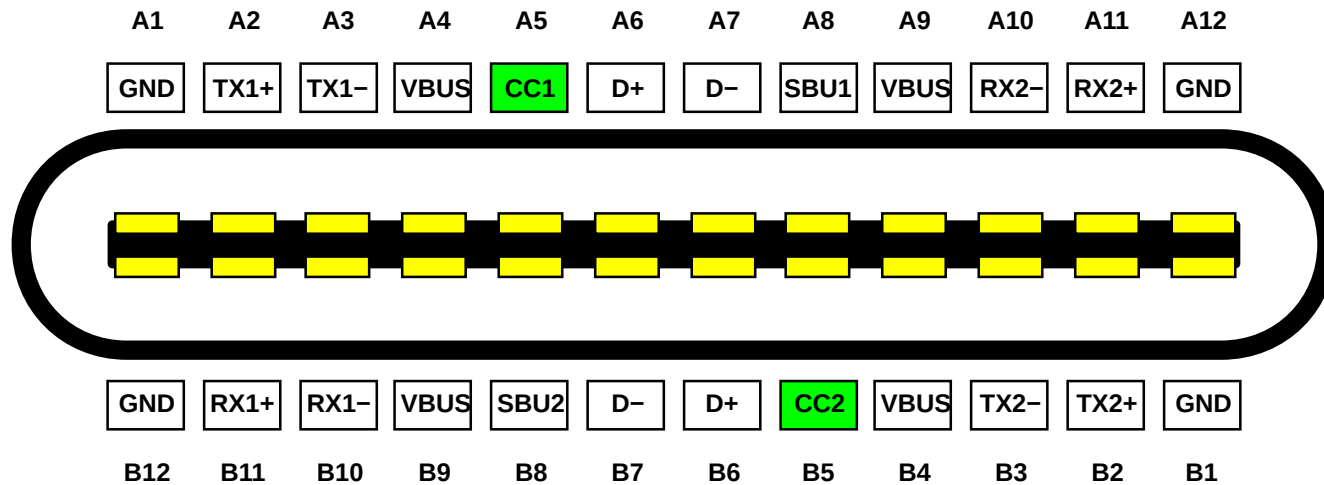 A1 A2 A3 A4 A5 A6 A7 A8 A9 A10 A11 A12
GND TX1+ TX1− VBUS CC1 D+ D− SBU1 VBUS RX2− RX2+ GND
GND RX1+ RX1− VBUS SBU2 D− D+ CC2 VBUS TX2− TX2+ GND
B12 B11 B10 B9 B8 B7 B6 B5 B4 B3 B2 B1